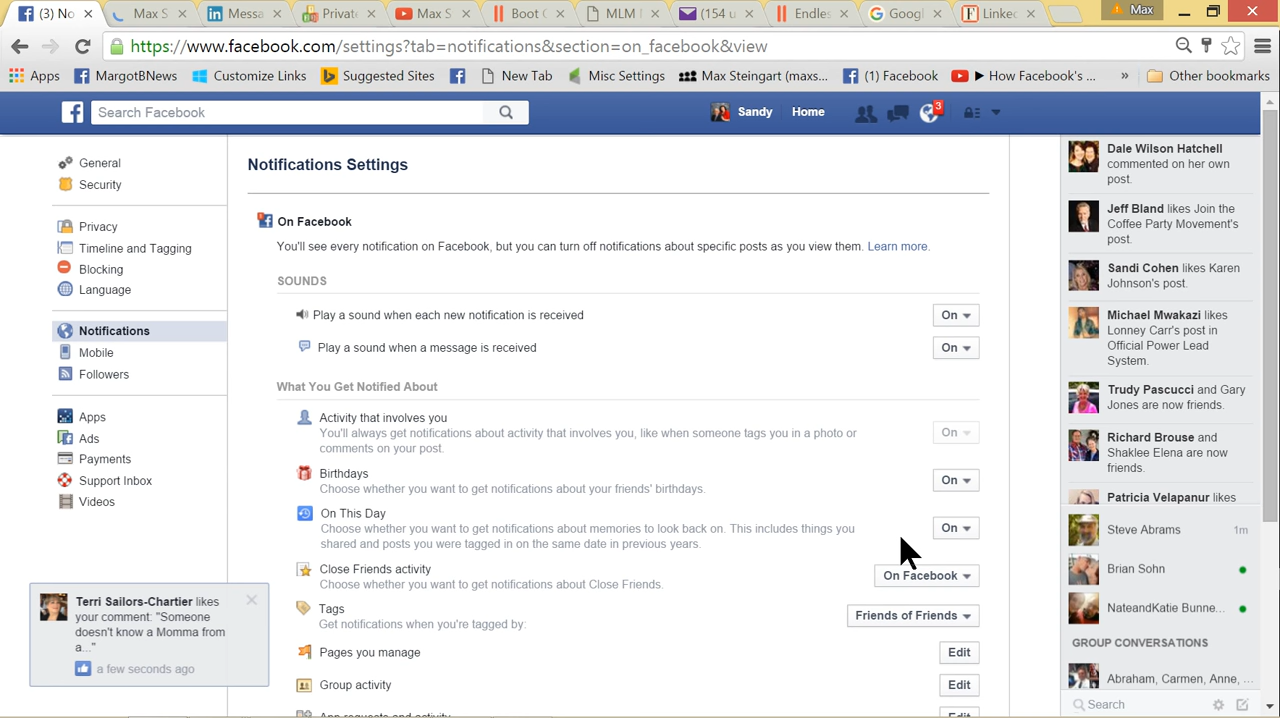 (3) No
Max S
Messa
Private
Max S
Boot C
MLM
(154 u
Endles
Googl
Linkec
Max
https://www.facebook.com/settings?tab=notifications&section=on_facebook&view
Apps
MargotBNews
Customize Links
Suggested Sites
New Tab
Misc Settings
Max Steingart (maxs...
(1) Facebook
► How Facebook's ...
»
Other bookmarks
Search Facebook
Sandy
Home
3
General
Security
Privacy
Timeline and Tagging
Blocking
Language
Notifications
Mobile
Followers
Apps
Ads
Payments
Support Inbox
Videos
Notifications Settings
On Facebook
You'll see every notification on Facebook, but you can turn off notifications about specific posts as you view them. Learn more.
SOUNDS
Play a sound when each new notification is received
On
Play a sound when a message is received
On
What You Get Notified About
Activity that involves you
You'll always get notifications about activity that involves you, like when someone tags you in a photo or
comments on your post.
On
Birthdays
Choose whether you want to get notifications about your friends' birthdays.
On
On This Day
Choose whether you want to get notifications about memories to look back on. This includes things you
shared and posts you were tagged in on the same date in previous years.
On
Close Friends activity
Choose whether you want to get notifications about Close Friends.
On Facebook
Tags
Get notifications when you're tagged by:
Friends of Friends
Pages you manage
Edit
Group activity
Edit
App requests and activity
Edit
Terri Sailors-Chartier likes
your comment: "Someone
doesn't know a Momma from
a..."
a few seconds ago
Dale Wilson Hatchell
commented on her own
post.
Jeff Bland likes Join the
Coffee Party Movement's
post.
Sandi Cohen likes Karen
Johnson's post.
Michael Mwakazi likes
Lonney Carr's post in
Official Power Lead
System.
Trudy Pascucci and Gary
Jones are now friends.
Richard Brouse and
Shaklee Elena are now
friends.
Patricia Velapanur likes
Steve Abrams
1m
Brian Sohn
NateandKatie Bunne...
GROUP CONVERSATIONS
Abraham, Carmen, Anne, ...
Search